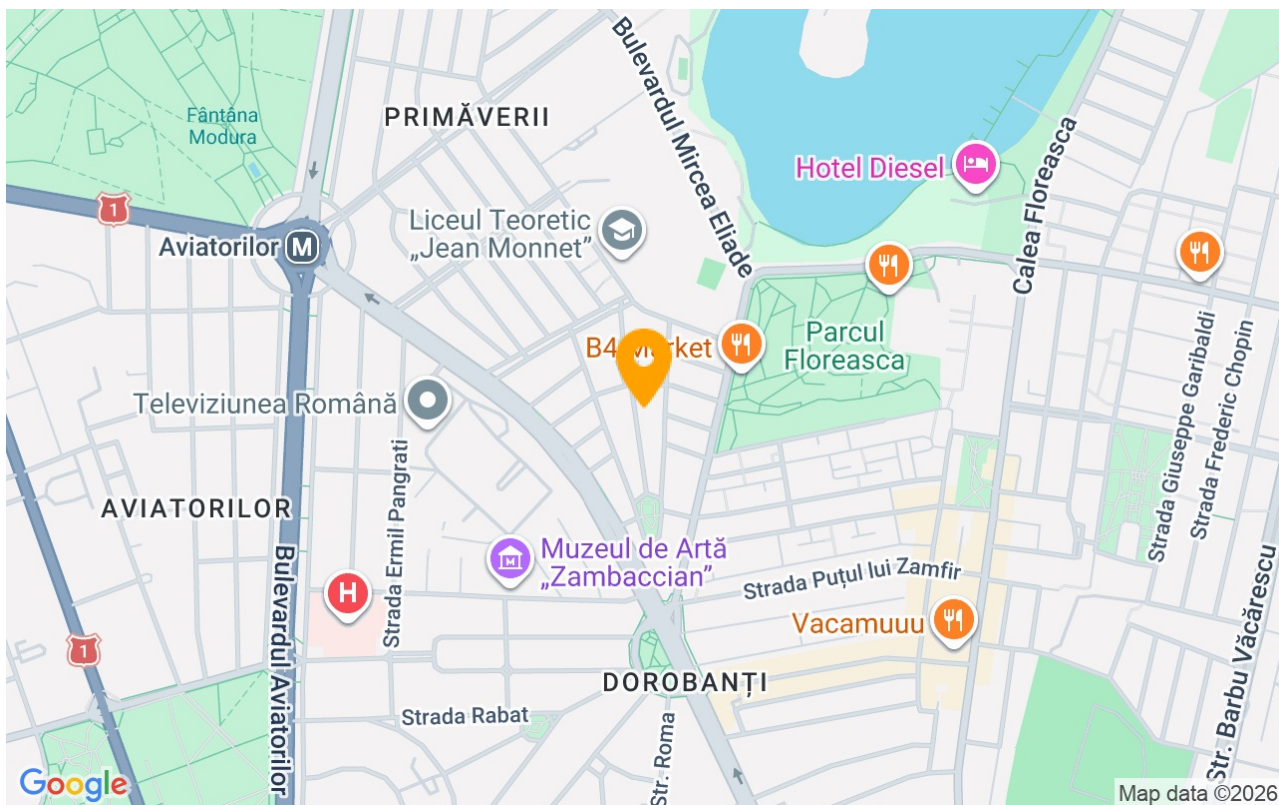 PRIMĂVERII
Fântâna
Modura
Bulevardul Mircea Eliade
Calea Floreasca
Hotel Diesel
1
Aviatorilor M
Liceul Teoretic
„Jean Monnet”
B4 Market
Parcul
Floreasca
Strada Giuseppe Garibaldi
Strada Frederic Chopin
Televiziunea Română
Strada Ermil Pangrati
AVIATORILOR
Bulevardul Aviatorilor
Muzeul de Artă
„Zambaccian”
H
Strada Puțul lui Zamfir
Vacamuuu
Str. Barbu Văcărescu
1
DOROBANȚI
Strada Rabat
Str. Roma
Google
Map data ©2026